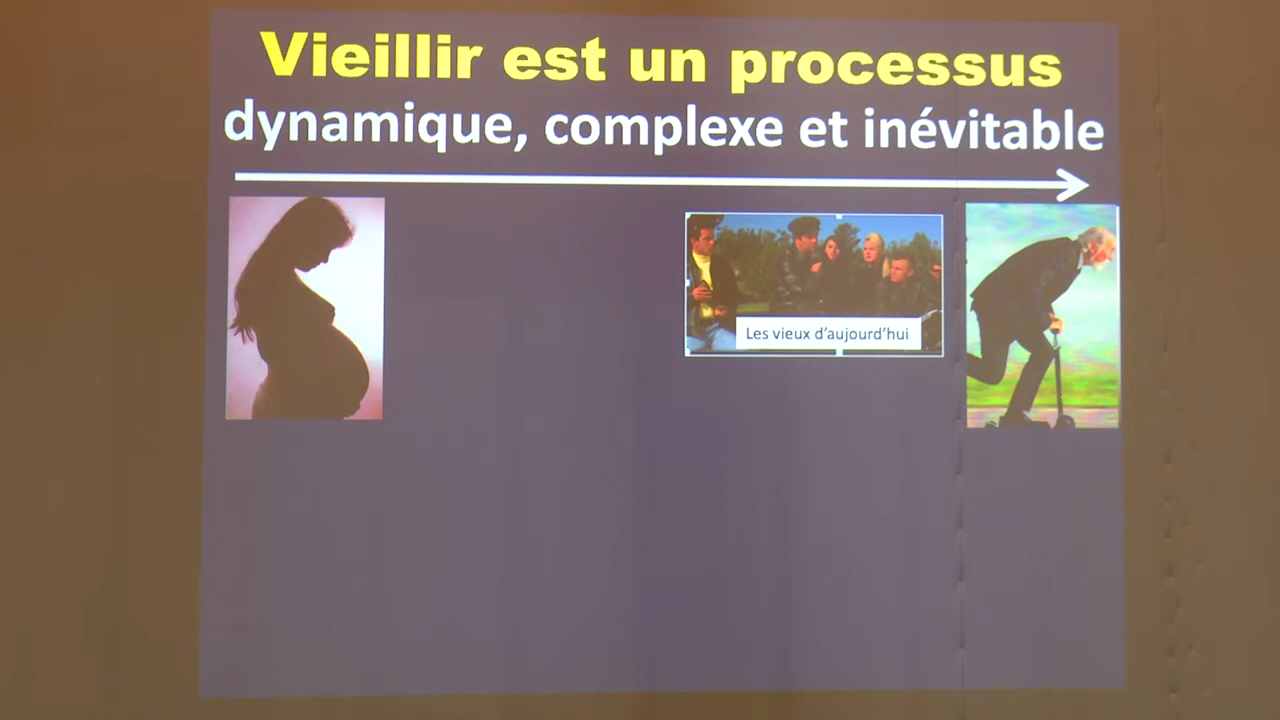 Vieillir est un processus
dynamique, complexe et inévitable
Les vieux d'aujourd'hui